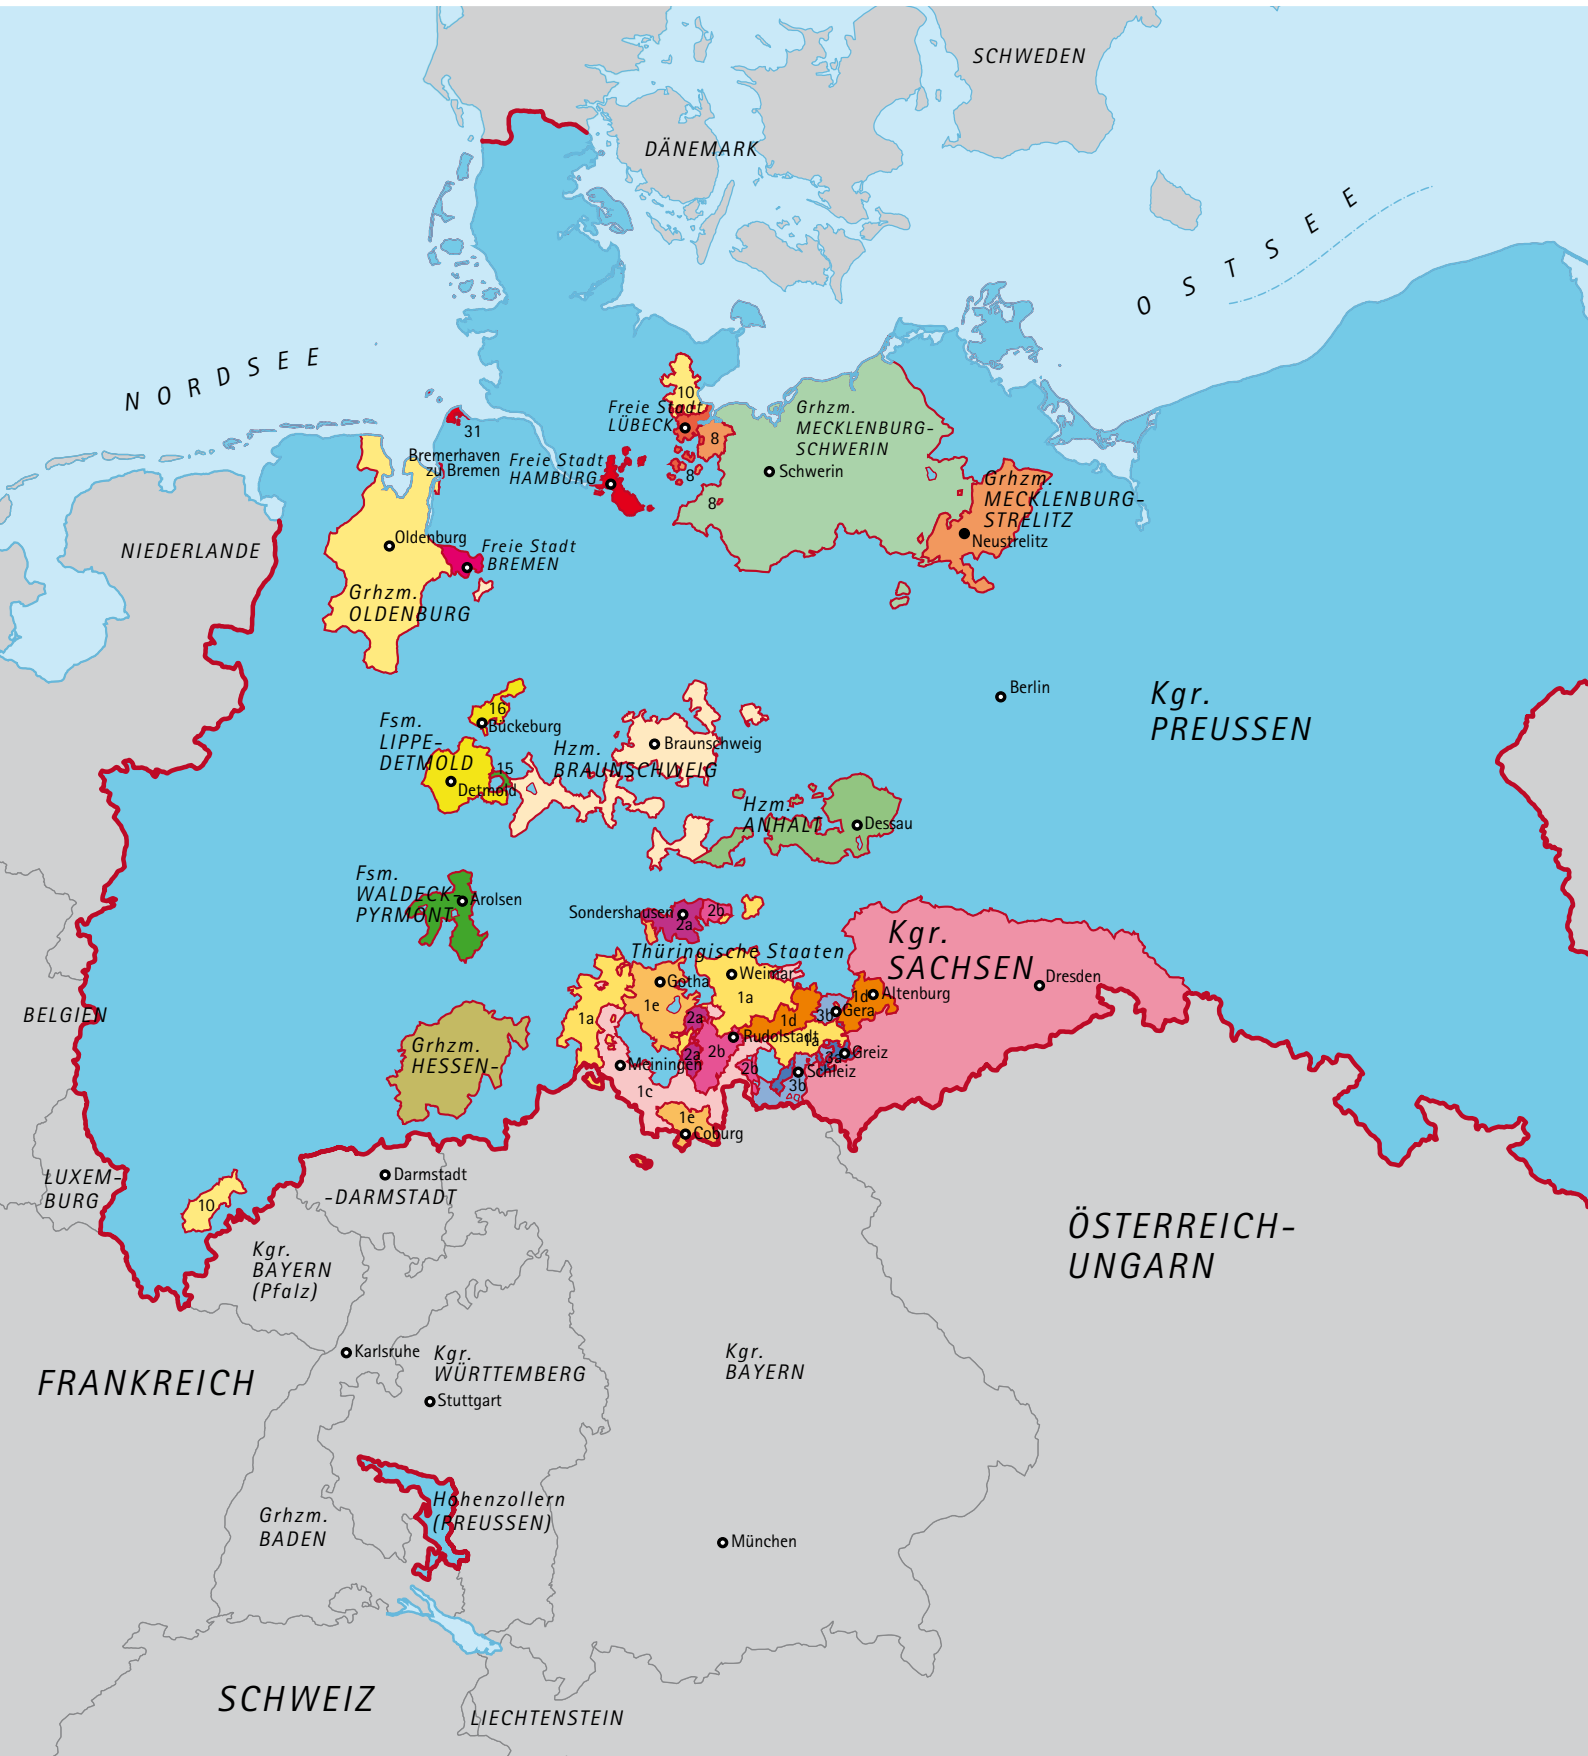 SCHWEDEN
DÄNEMARK
OSTSEE
NORDSEE
10
Freie Stadt
LÜBECK
8
Grhzm.
MECKLENBURG-
SCHWERIN
31
Bremerhaven
zu Bremen
Freie Stadt
HAMBURG
8
Schwerin
8
Grhzm.
MECKLENBURG-
STRELITZ
Neustrelitz
NIEDERLANDE
Oldenburg
Freie Stadt
BREMEN
Grhzm.
OLDENBURG
Berlin
Kgr.
PREUSSEN
16
Bückeburg
Fsm.
LIPPE-
DETMOLD
15
Detmold
Hzm.
BRAUNSCHWEIG
Braunschweig
Hzm.
ANHALT
Dessau
Fsm.
WALDECK-
PYRMONT
Arolsen
Sondershausen
2a
2b
Thüringische Staaten
Kgr.
SACHSEN
Dresden
Gotha
Weimar
1a
1e
1a
2a
1d
3b
1d
Altenburg
Gera
Rudolstadt
1a
BELGIEN
Grhzm.
HESSEN-
Meiningen
2a
2b
2b
3a
Greiz
Schleiz
3b
1c
1e
Coburg
LUXEM-
BURG
10
Darmstadt
-DARMSTADT
Kgr.
BAYERN
(Pfalz)
ÖSTERREICH-
UNGARN
Karlsruhe
Kgr.
WÜRTTEMBERG
Stuttgart
Kgr.
BAYERN
FRANKREICH
Hohenzollern
(PREUSSEN)
Grhzm.
BADEN
München
SCHWEIZ
LIECHTENSTEIN